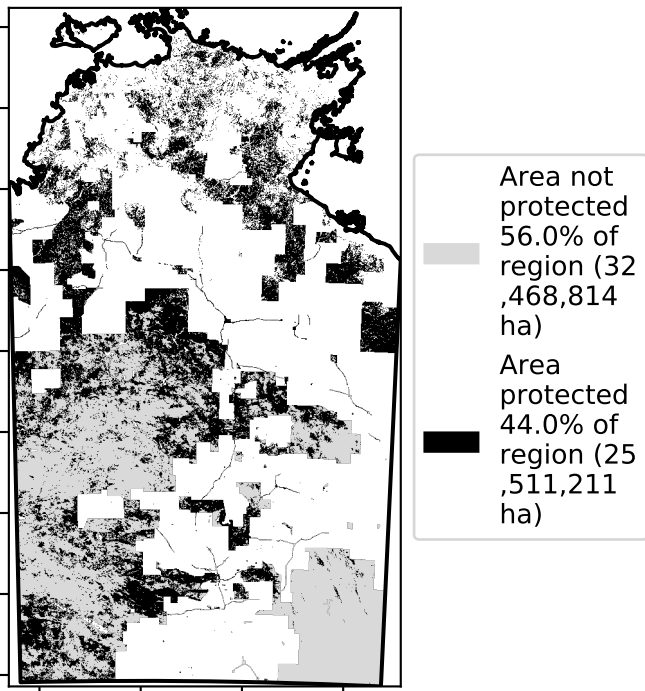 Area not
protected
56.0% of
region (32
,468,814
ha)
Area
protected
44.0% of
region (25
,511,211
ha)